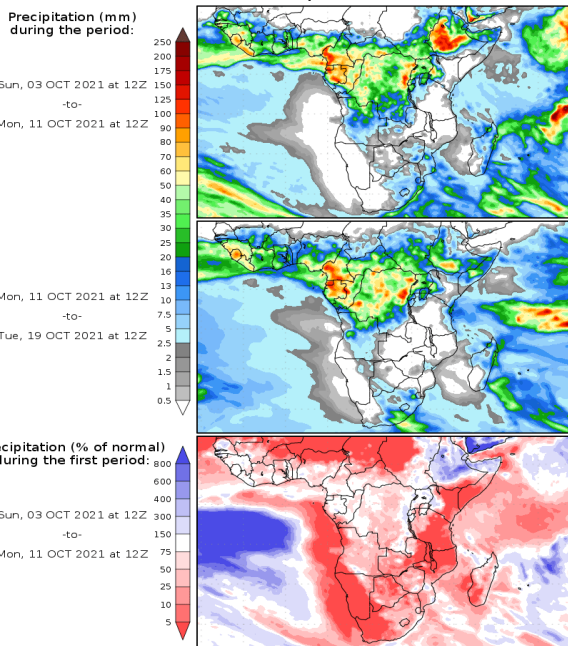 Precipitation (mm)
during the period:
Sun, 03 OCT 2021 at 12Z
-to-
Mon, 11 OCT 2021 at 12Z
250
200
175
150
125
100
90
80
70
60
50
40
35
30
25
20
16
13
10
7.5
5
2.5
2
1.5
1
0.5
Mon, 11 OCT 2021 at 12Z
-to-
Tue, 19 OCT 2021 at 12Z
cipitation (% of normal)
during the first period:
Sun, 03 OCT 2021 at 12Z
-to-
Mon, 11 OCT 2021 at 12Z
800
600
400
300
150
75
50
25
10
5